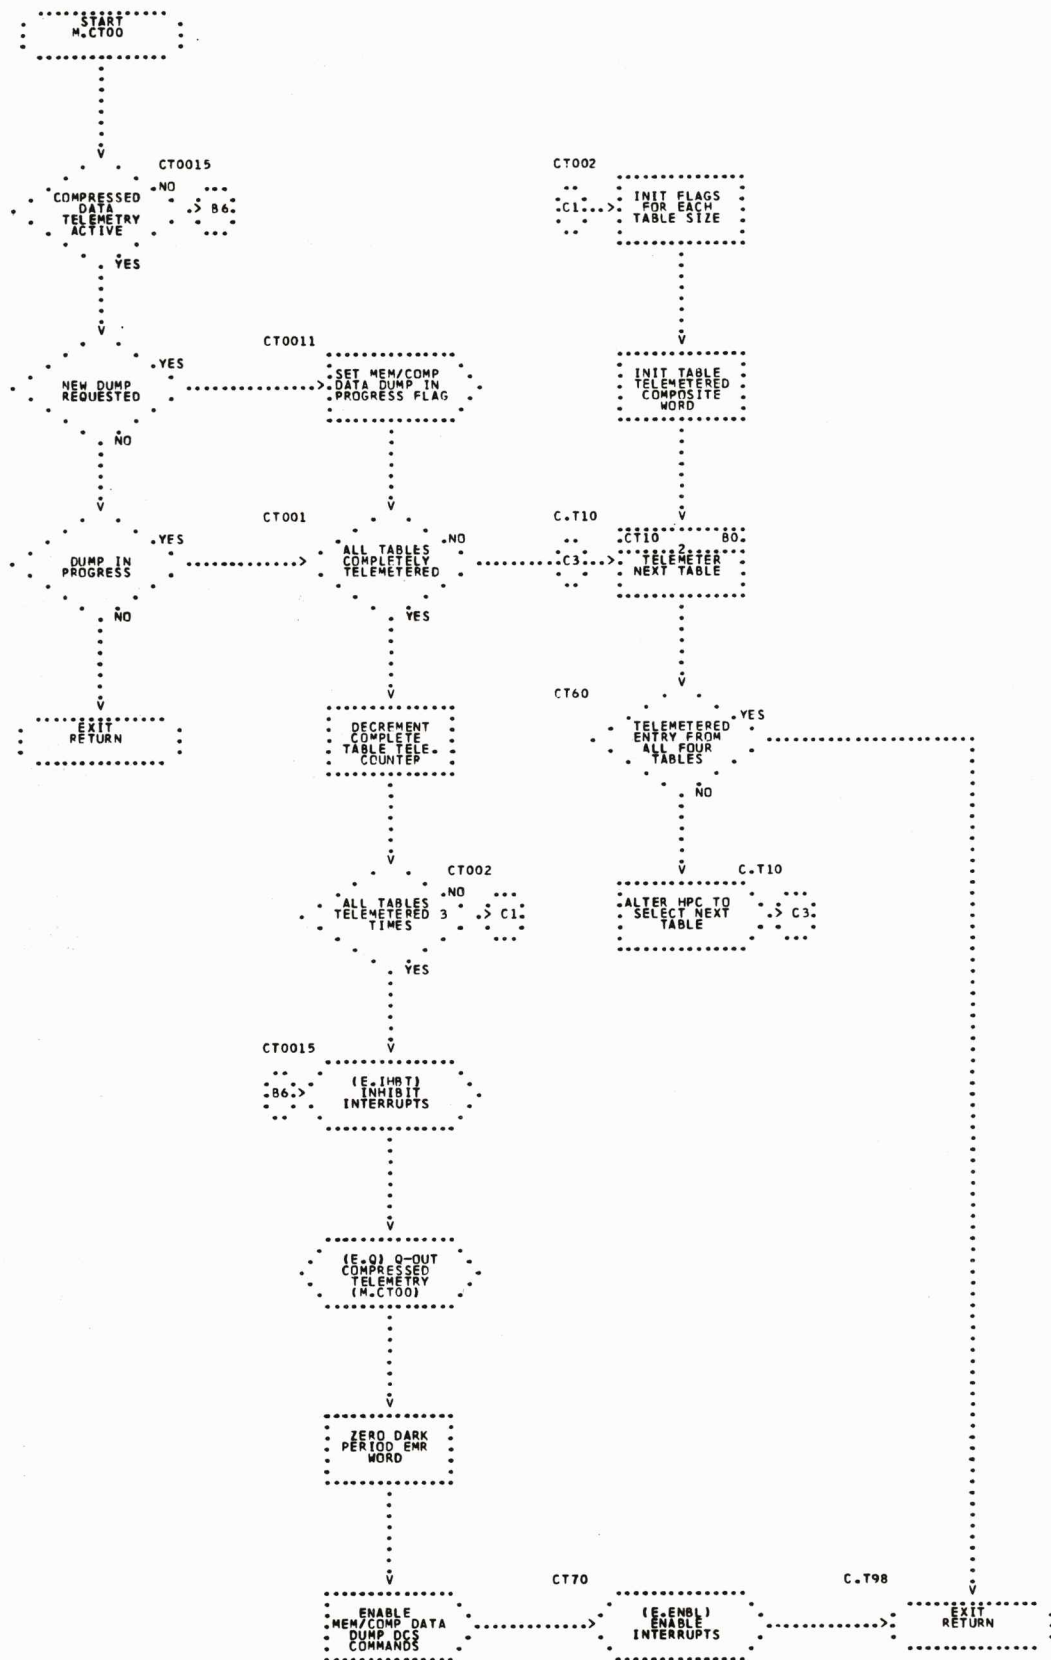 START
M.CT00
CT0015
COMPRESSED
DATA
TELEMETRY
ACTIVE
NO
B6
YES
CT002
C1
INIT FLAGS
FOR EACH
TABLE SIZE
NEW DUMP
REQUESTED
YES
NO
CT0011
SET MEM/COMP
DATA DUMP IN
PROGRESS FLAG
INIT TABLE
TELEMETERED
COMPOSITE
WORD
DUMP IN
PROGRESS
YES
NO
CT001
ALL TABLES
COMPLETELY
TELEMETERED
NO
YES
C.T10
C3
CT10 B0
2
TELEMETER
NEXT TABLE
EXIT
RETURN
DECREMENT
COMPLETE
TABLE TELE.
COUNTER
CT60
TELEMETERED
ENTRY FROM
ALL FOUR
TABLES
YES
NO
CT002
ALL TABLES
TELEMETERED 3
TIMES
NO
C1
YES
C.T10
ALTER HPC TO
SELECT NEXT
TABLE
C3
CT0015
B6
(E.IHBT)
INHIBIT
INTERRUPTS
(E.Q) Q-OUT
COMPRESSED
TELEMETRY
(M.CT00)
ZERO DARK
PERIOD EMR
WORD
ENABLE
MEM/COMP DATA
DUMP DCS
COMMANDS
CT70
(E.ENBL)
ENABLE
INTERRUPTS
C.T98
EXIT
RETURN